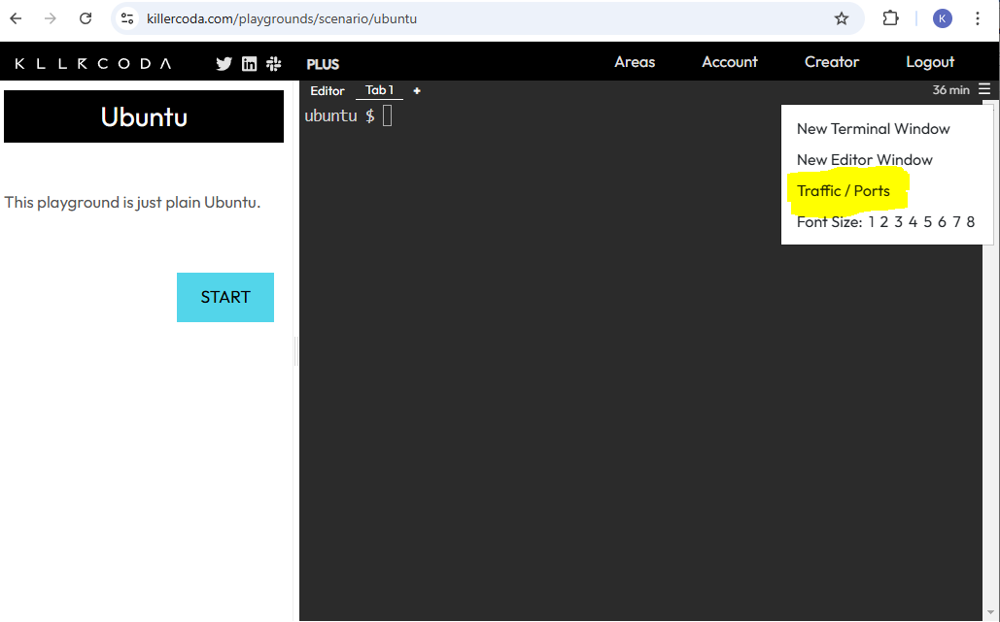 killercoda.com/playgrounds/scenario/ubuntu
K
KLLRCODA PLUS Areas Account Creator Logout
Editor Tab 1 + 36 min
Ubuntu
ubuntu $
New Terminal Window
New Editor Window
Traffic / Ports
Font Size: 1 2 3 4 5 6 7 8
This playground is just plain Ubuntu.
START